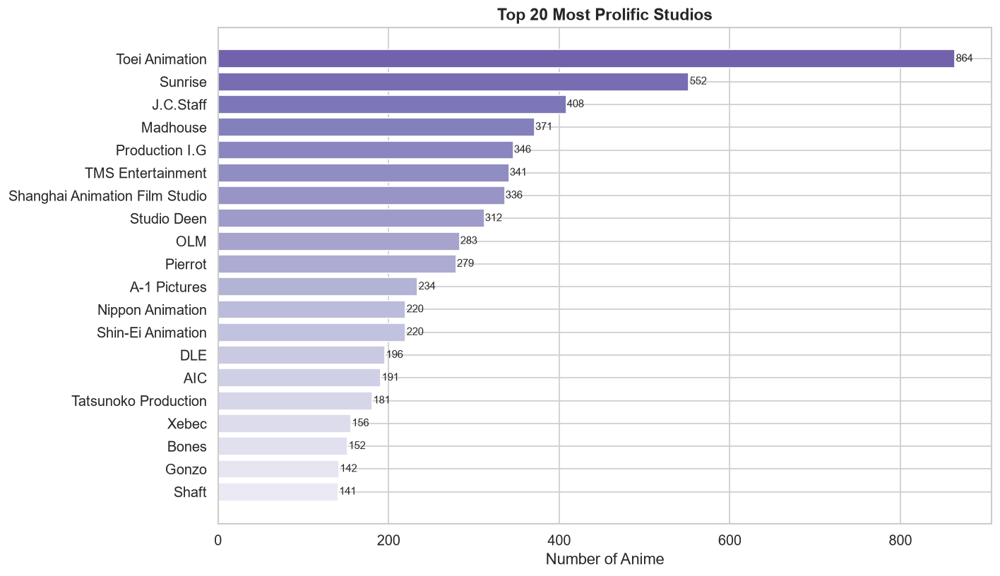 Top 20 Most Prolific Studios
Toei Animation 864
Sunrise 552
J.C.Staff 408
Madhouse 371
Production I.G 346
TMS Entertainment 341
Shanghai Animation Film Studio 336
Studio Deen 312
OLM 283
Pierrot 279
A-1 Pictures 234
Nippon Animation 220
Shin-Ei Animation 220
DLE 196
AIC 191
Tatsunoko Production 181
Xebec 156
Bones 152
Gonzo 142
Shaft 141
0 200 400 600 800
Number of Anime